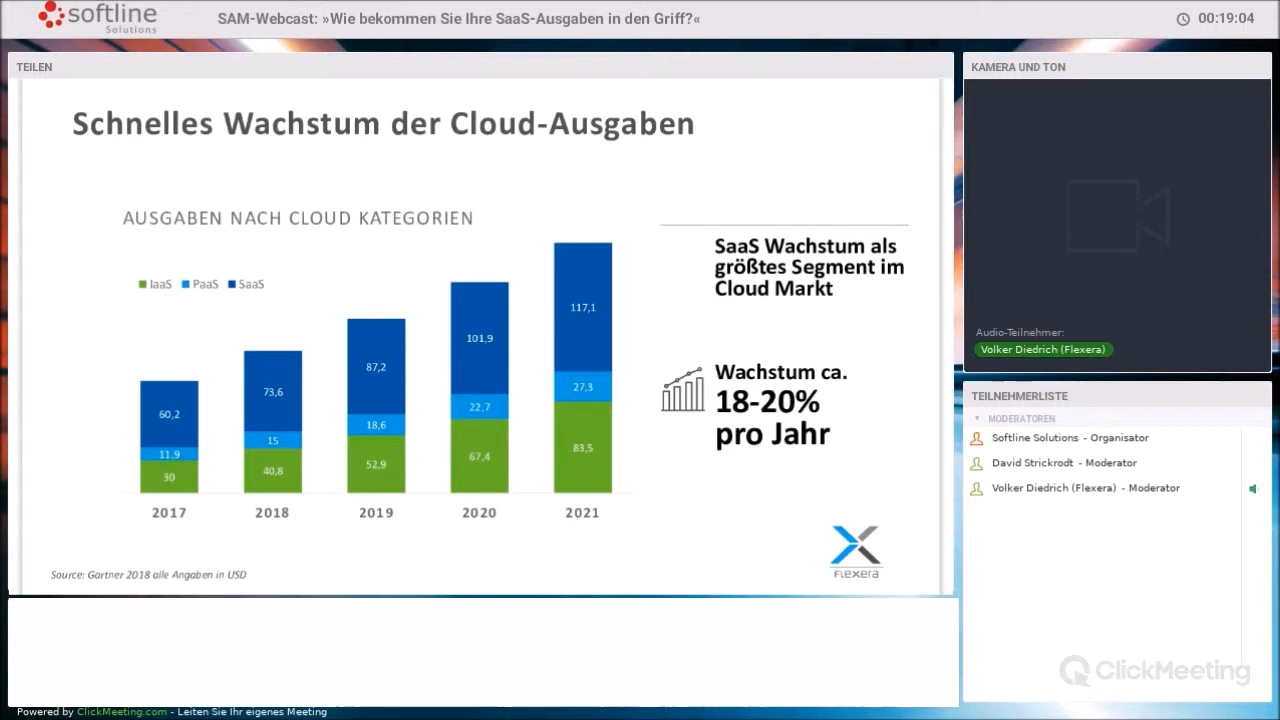 softline
Solutions
SAM-Webcast: »Wie bekommen Sie Ihre SaaS-Ausgaben in den Griff?«
00:19:04
TEILEN
Schnelles Wachstum der Cloud-Ausgaben
AUSGABEN NACH CLOUD KATEGORIEN
IaaS PaaS SaaS
60,2
11,9
30
2017
73,6
15
40,8
2018
87,2
18,6
52,9
2019
101,9
22,7
67,4
2020
117,1
27,3
83,5
2021
SaaS Wachstum als
größtes Segment im
Cloud Markt
Wachstum ca.
18-20%
pro Jahr
FLEXERA
Source: Gartner 2018 alle Angaben in USD
KAMERA UND TON
Audio-Teilnehmer:
Volker Diedrich (Flexera)
TEILNEHMERLISTE
MODERATOREN
Softline Solutions - Organisator
David Strickrodt - Moderator
Volker Diedrich (Flexera) - Moderator
ClickMeeting
Powered by ClickMeeting.com - Leiten Sie Ihr eigenes Meeting